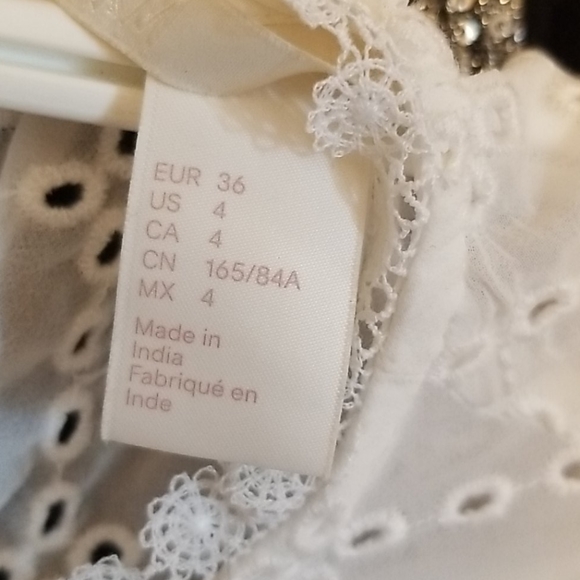 EUR 36
US 4
CA 4
CN 165/84A
MX 4
Made in
India
Fabriqué en
Inde